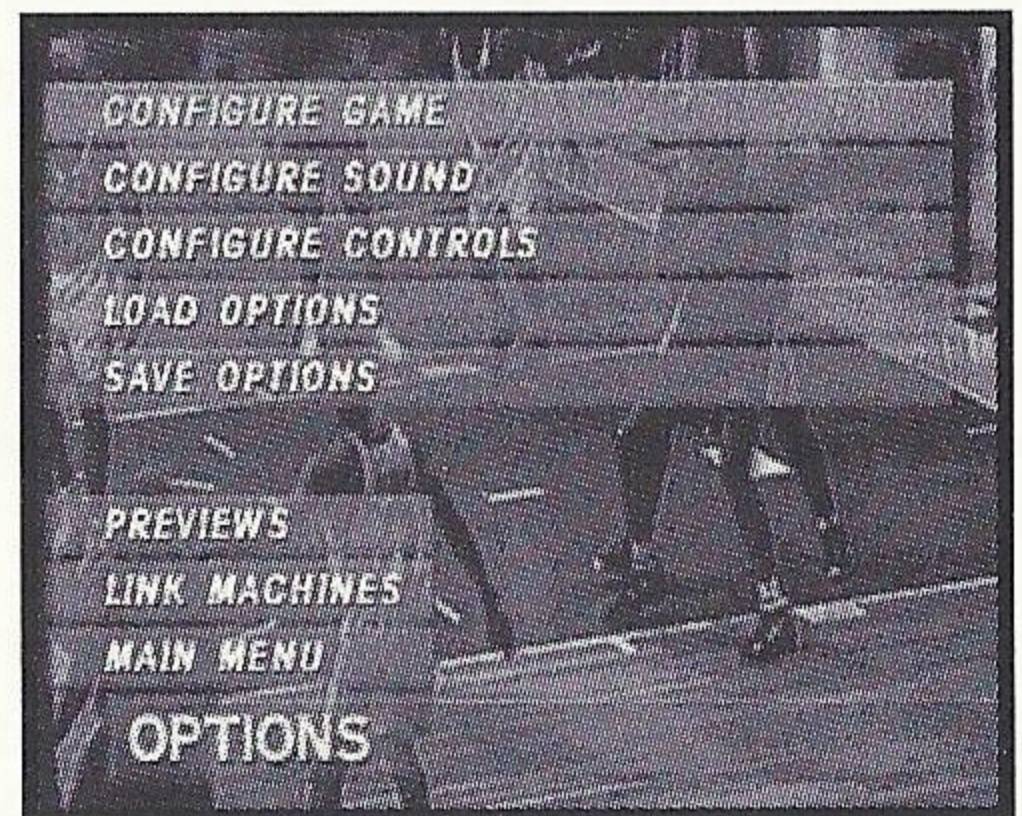 CONFIGURE GAME
CONFIGURE SOUND
CONFIGURE CONTROLS
LOAD OPTIONS
SAVE OPTIONS
PREVIEWS
LINK MACHINES
MAIN MENU
OPTIONS